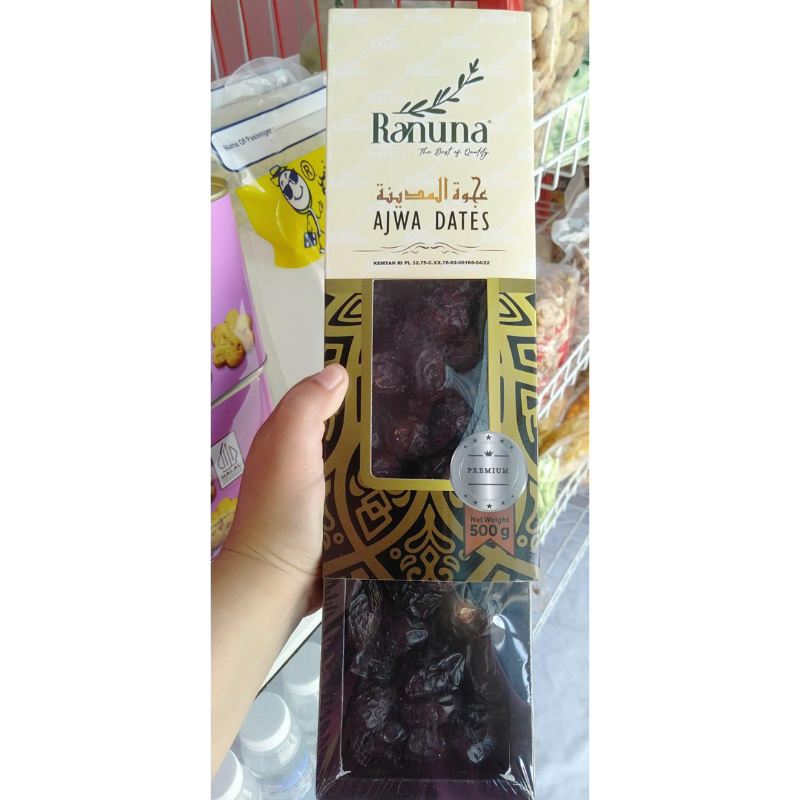 Ranuna
The Best of Quality
عجوة المدينة
AJWA DATES
KEMTAN RI PL 32.75-C.XX.76-02-00169-04/22
PREMIUM
Net Weight
500 g
Name Of Passenger:
HALAL